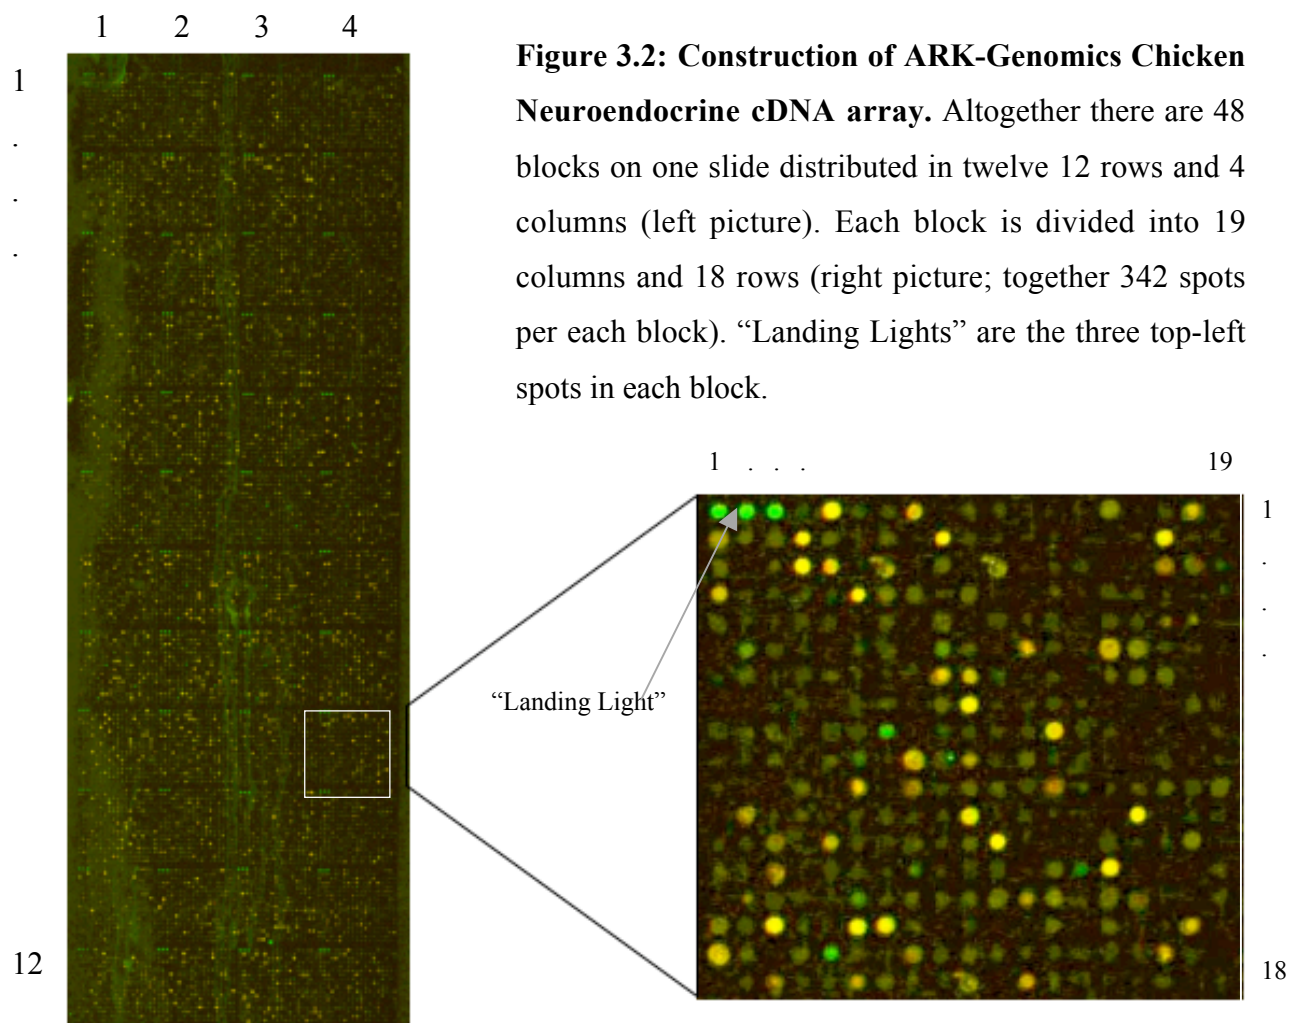 1 2 3 4
1
.
.
.
12
Figure 3.2: Construction of ARK-Genomics Chicken
Neuroendocrine cDNA array. Altogether there are 48
blocks on one slide distributed in twelve 12 rows and 4
columns (left picture). Each block is divided into 19
columns and 18 rows (right picture; together 342 spots
per each block). “Landing Lights” are the three top-left
spots in each block.
1 . . . 19
1
.
.
.
18
“Landing Light”